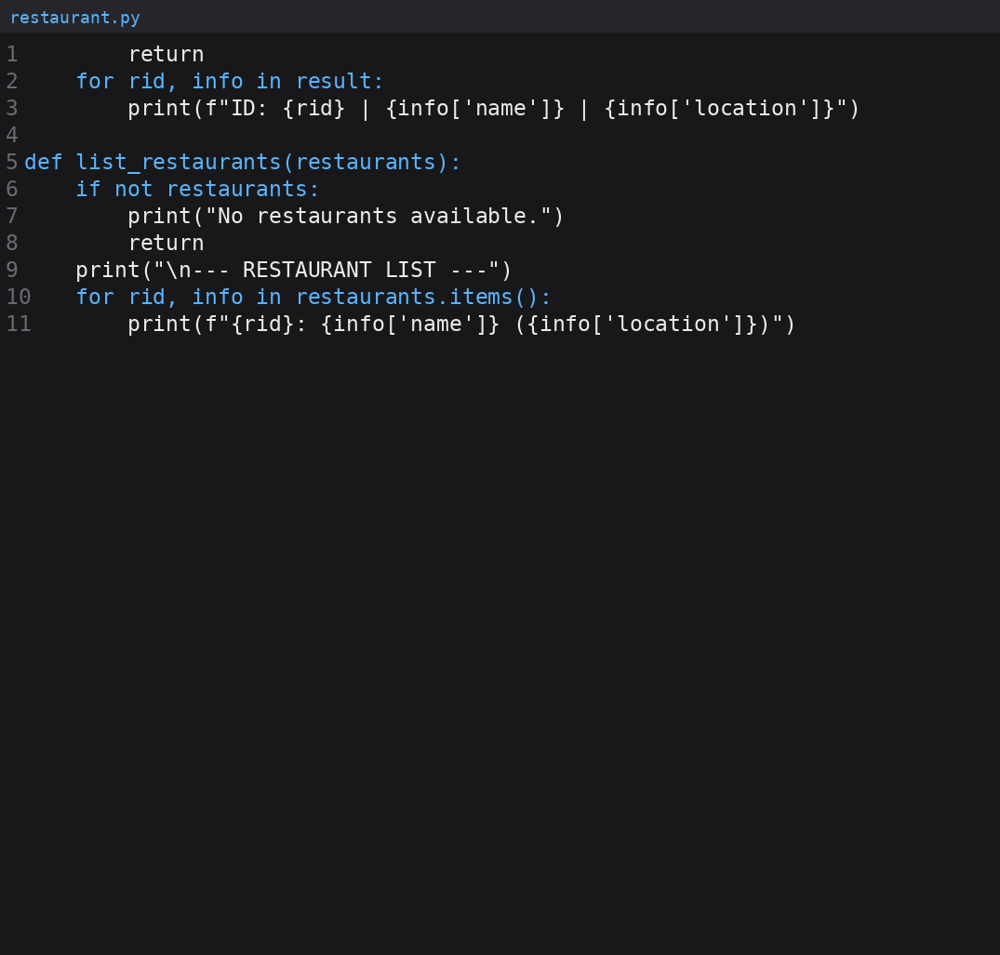 restaurant.py
1         return
2     for rid, info in result:
3         print(f"ID: {rid} | {info['name']} | {info['location']}")
4
5 def list_restaurants(restaurants):
6     if not restaurants:
7         print("No restaurants available.")
8         return
9     print("\n--- RESTAURANT LIST ---")
10     for rid, info in restaurants.items():
11         print(f"{rid}: {info['name']} ({info['location']})")